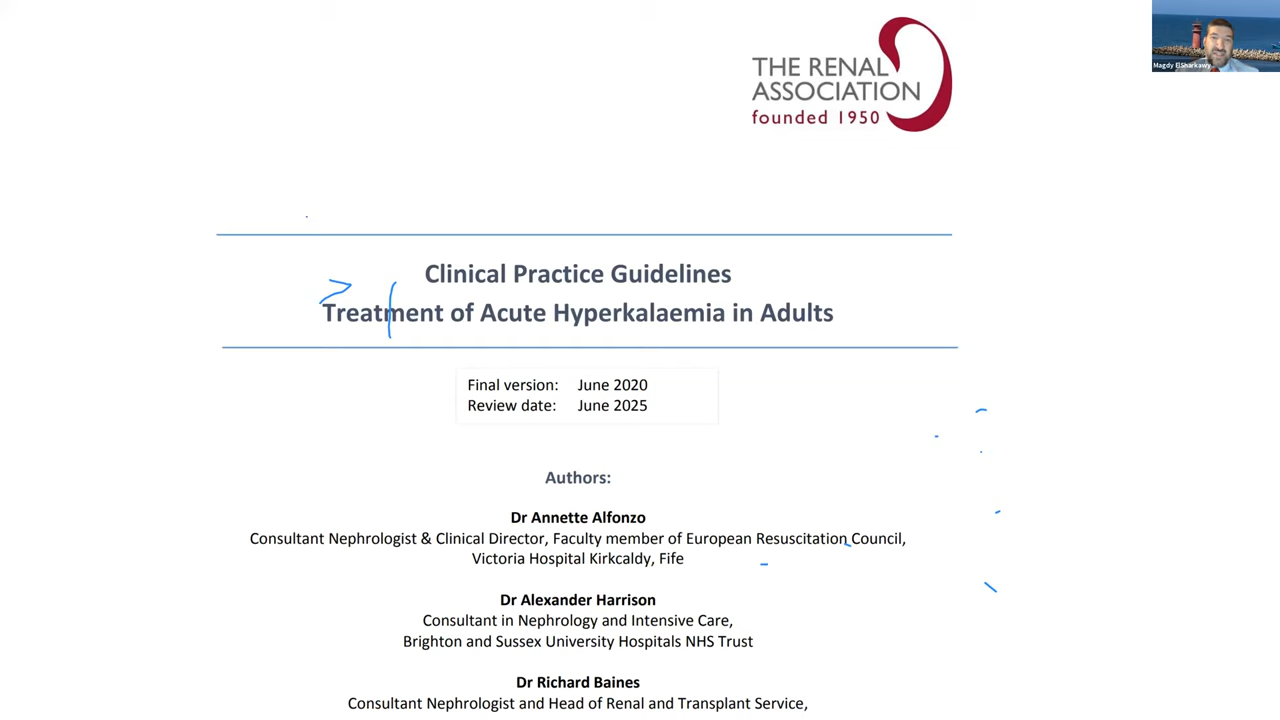 THE RENAL
ASSOCIATION
founded 1950
Magdy ElSharkawy
Clinical Practice Guidelines
Treatment of Acute Hyperkalaemia in Adults
Final version: June 2020
Review date: June 2025
Authors:
Dr Annette Alfonzo
Consultant Nephrologist & Clinical Director, Faculty member of European Resuscitation Council,
Victoria Hospital Kirkcaldy, Fife
Dr Alexander Harrison
Consultant in Nephrology and Intensive Care,
Brighton and Sussex University Hospitals NHS Trust
Dr Richard Baines
Consultant Nephrologist and Head of Renal and Transplant Service,